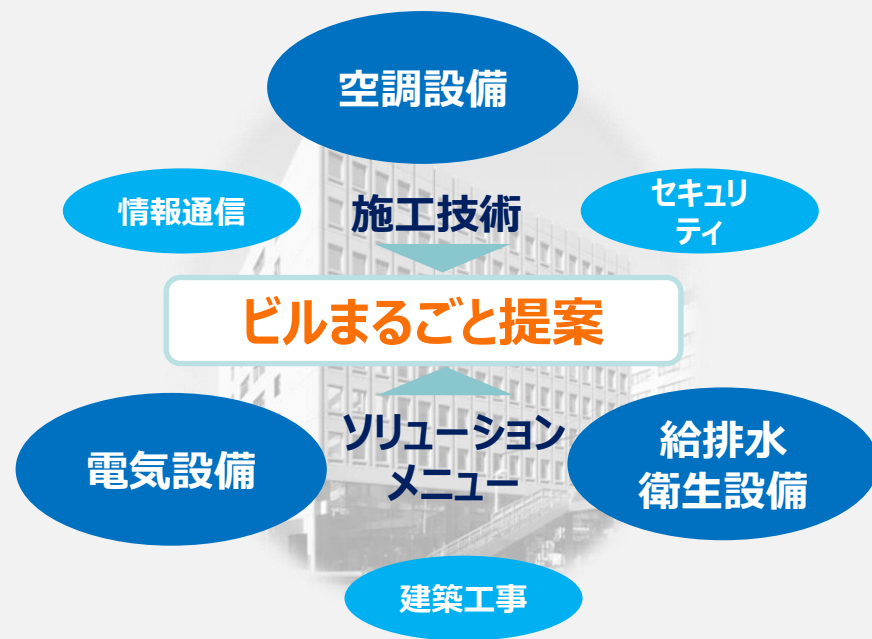 空調設備
情報通信
施工技術
セキュリ
ティ
ビルまるごと提案
電気設備
ソリューション
メニュー
給排水
衛生設備
建築工事